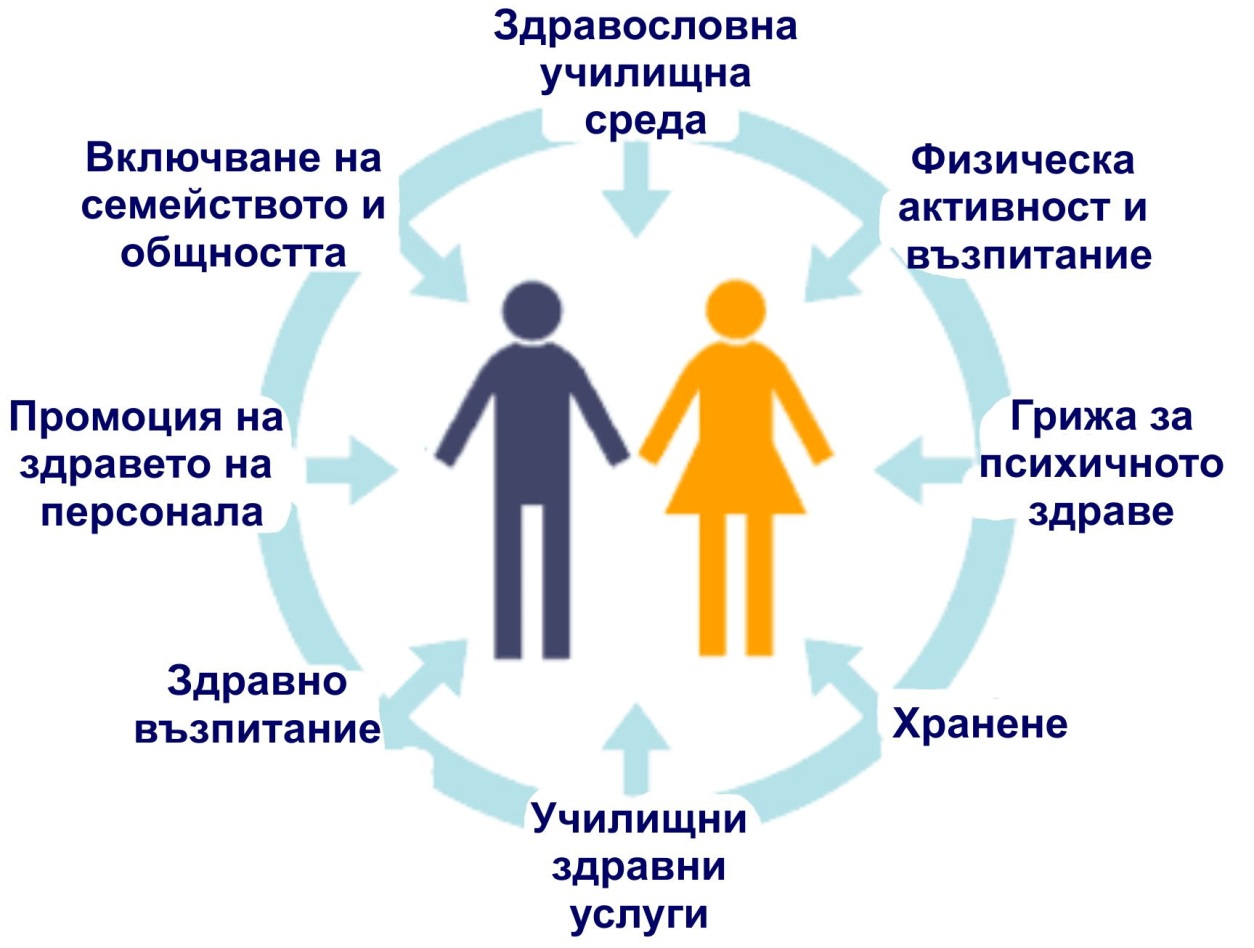 Здравословна
училищна
среда
Физическа
активност и
възпитание
Грижа за
психичното
здраве
Хранене
Училищни
здравни
услуги
Здравно
възпитание
Промоция на
здравето на
персонала
Включване на
семейството и
общността